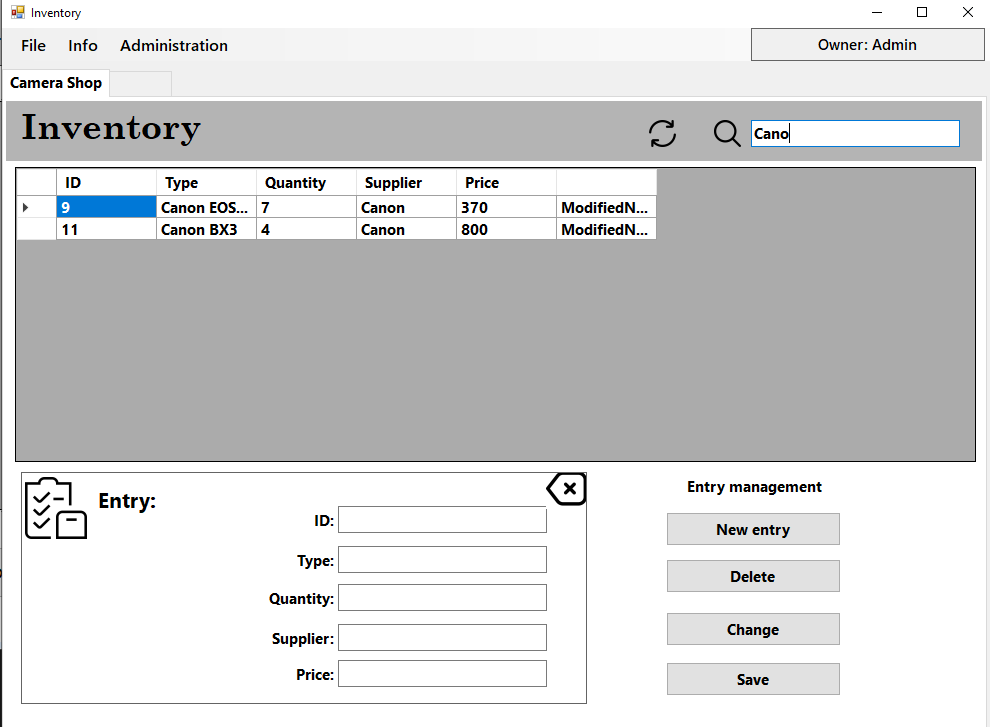 Inventory
File Info Administration Owner: Admin
Camera Shop
Inventory Cano
ID Type Quantity Supplier Price
9 Canon EOS... 7 Canon 370 ModifiedN...
11 Canon BX3 4 Canon 800 ModifiedN...
Entry:
ID:
Type:
Quantity:
Supplier:
Price:
Entry management
New entry
Delete
Change
Save